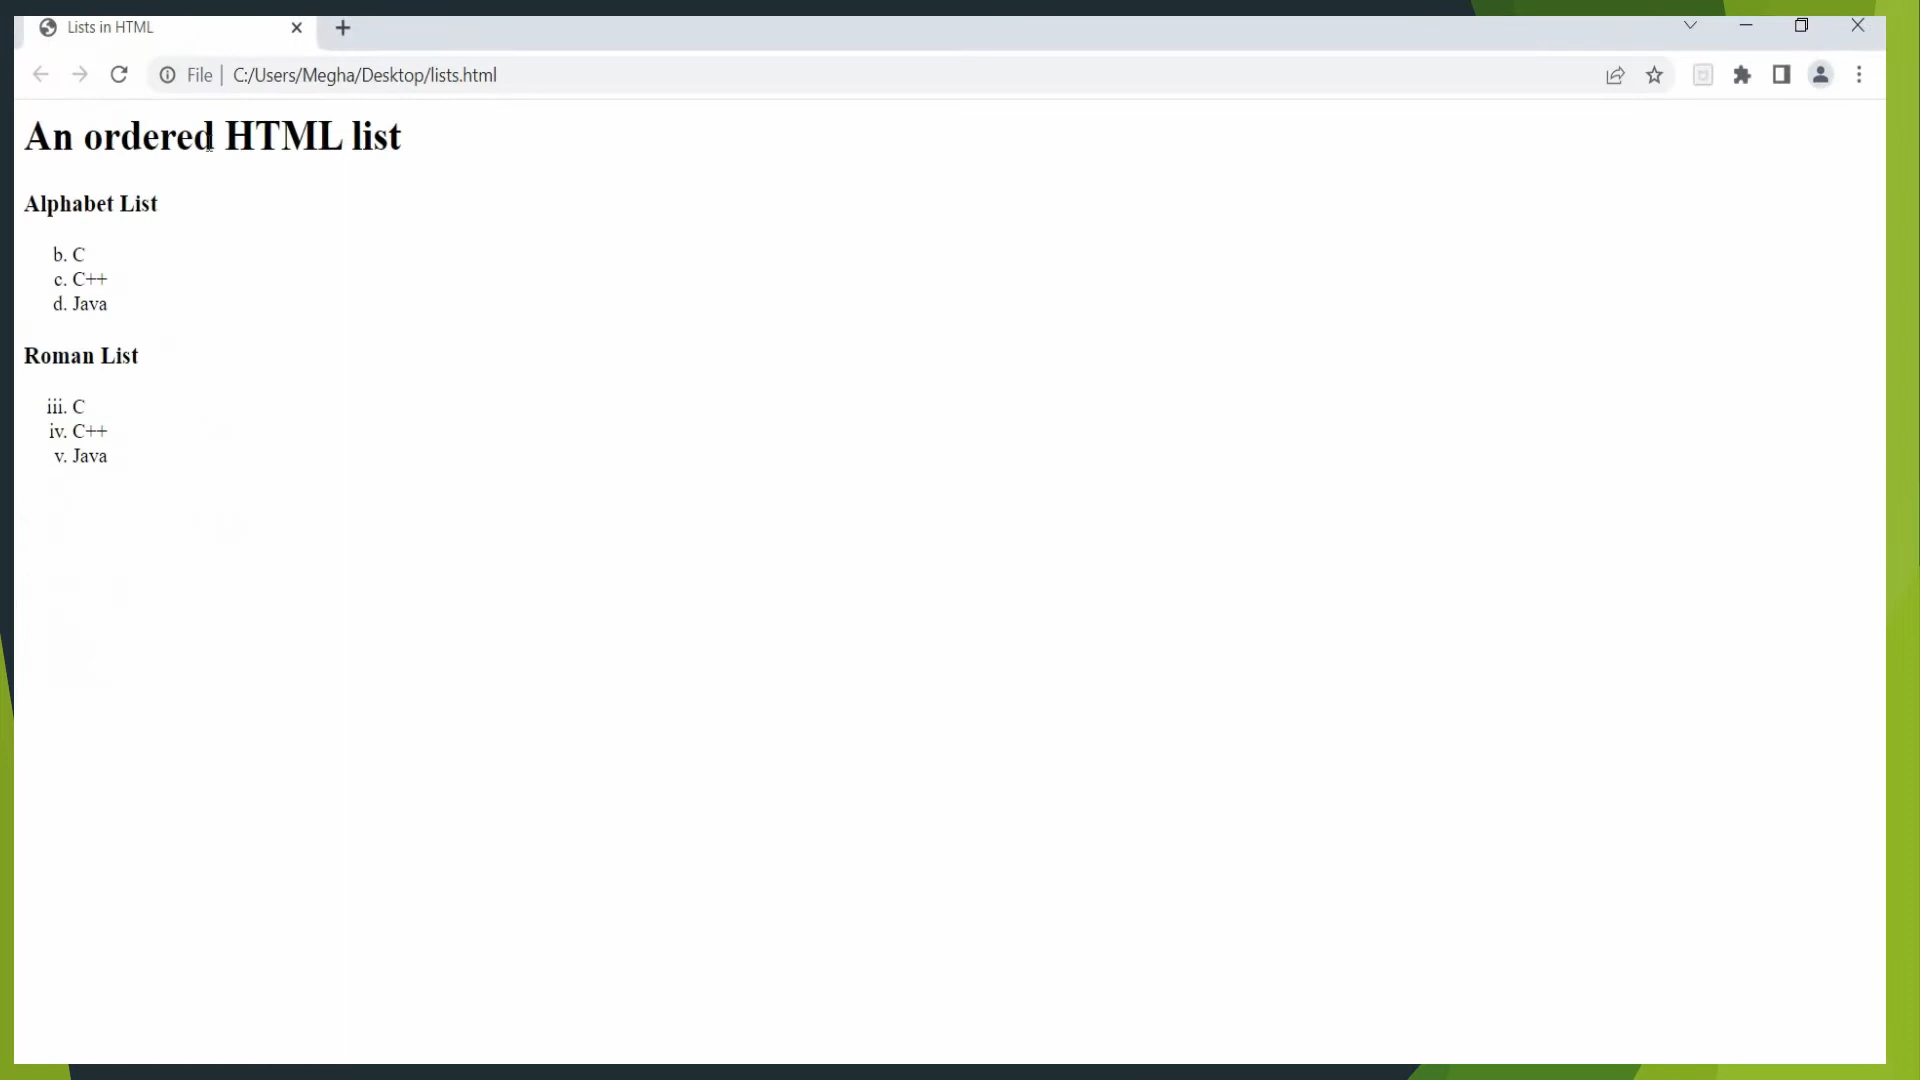 Lists in HTML
File | C:/Users/Megha/Desktop/lists.html
An ordered HTML list
Alphabet List
b. C
c. C++
d. Java
Roman List
iii. C
iv. C++
v. Java